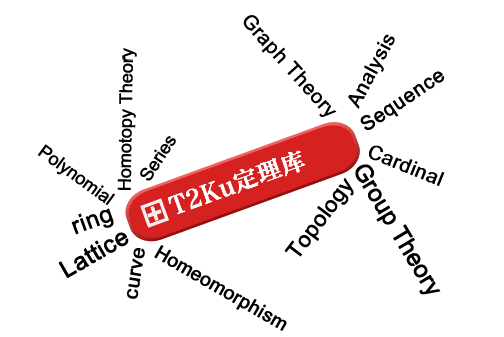 Graph Theory
Analysis
Sequence
Homotopy Theory
Series
Polynomial
Cardinal
T2Ku定理库
ring
Lattice
Topology
Group Theory
curve
Homeomorphism